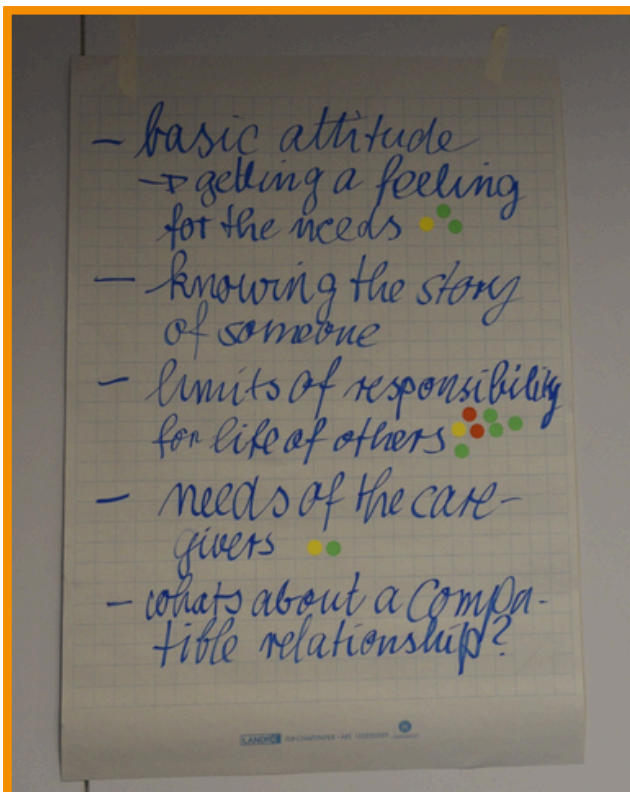 - basic attitude
→ getting a feeling
for the needs
- knowing the story
of someone
- limits of responsibility
for life of others
- needs of the care-
givers
- whats about a compa-
tible relationship?
LANDRÉ